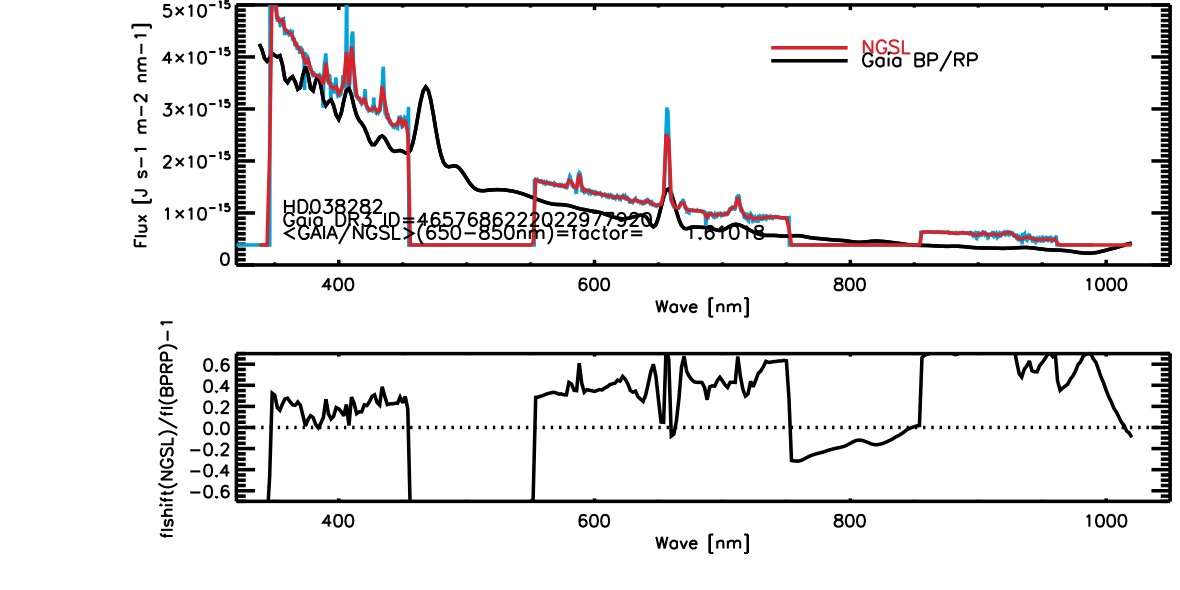 5×10⁻¹⁵
4×10⁻¹⁵
3×10⁻¹⁵
2×10⁻¹⁵
1×10⁻¹⁵
0
Flux [J s−1 m−2 nm−1]
NGSL
Gaia BP/RP
HD038282
Gaia DR3 ID=4657686222022977920
<GAIA/NGSL>(650−850nm)=factor= 1.61018
400 600 800 1000
Wave [nm]
0.6
0.4
0.2
0.0
−0.2
−0.4
−0.6
flshift(NGSL)/fl(BPRP)−1
400 600 800 1000
Wave [nm]